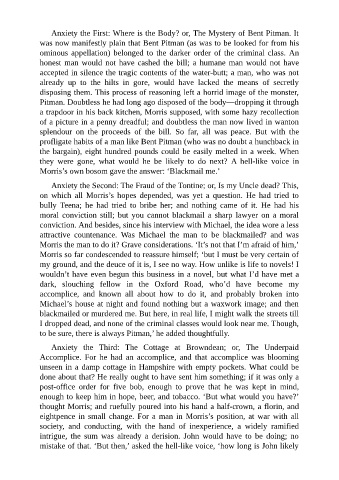 Anxiety the First: Where is the Body? or, The Mystery of Bent Pitman. It
was now manifestly plain that Bent Pitman (as was to be looked for from his
ominous appellation) belonged to the darker order of the criminal class. An
honest man would not have cashed the bill; a humane man would not have
accepted in silence the tragic contents of the water-butt; a man, who was not
already up to the hilts in gore, would have lacked the means of secretly
disposing them. This process of reasoning left a horrid image of the monster,
Pitman. Doubtless he had long ago disposed of the body—dropping it through
a trapdoor in his back kitchen, Morris supposed, with some hazy recollection
of a picture in a penny dreadful; and doubtless the man now lived in wanton
splendour on the proceeds of the bill. So far, all was peace. But with the
profligate habits of a man like Bent Pitman (who was no doubt a hunchback in
the bargain), eight hundred pounds could be easily melted in a week. When
they were gone, what would he be likely to do next? A hell-like voice in
Morris’s own bosom gave the answer: ‘Blackmail me.’
Anxiety the Second: The Fraud of the Tontine; or, Is my Uncle dead? This,
on which all Morris’s hopes depended, was yet a question. He had tried to
bully Teena; he had tried to bribe her; and nothing came of it. He had his
moral conviction still; but you cannot blackmail a sharp lawyer on a moral
conviction. And besides, since his interview with Michael, the idea wore a less
attractive countenance. Was Michael the man to be blackmailed? and was
Morris the man to do it? Grave considerations. ‘It’s not that I’m afraid of him,’
Morris so far condescended to reassure himself; ‘but I must be very certain of
my ground, and the deuce of it is, I see no way. How unlike is life to novels! I
wouldn’t have even begun this business in a novel, but what I’d have met a
dark, slouching fellow in the Oxford Road, who’d have become my
accomplice, and known all about how to do it, and probably broken into
Michael’s house at night and found nothing but a waxwork image; and then
blackmailed or murdered me. But here, in real life, I might walk the streets till
I dropped dead, and none of the criminal classes would look near me. Though,
to be sure, there is always Pitman,’ he added thoughtfully.
Anxiety the Third: The Cottage at Browndean; or, The Underpaid
Accomplice. For he had an accomplice, and that accomplice was blooming
unseen in a damp cottage in Hampshire with empty pockets. What could be
done about that? He really ought to have sent him something; if it was only a
post-office order for five bob, enough to prove that he was kept in mind,
enough to keep him in hope, beer, and tobacco. ‘But what would you have?’
thought Morris; and ruefully poured into his hand a half-crown, a florin, and
eightpence in small change. For a man in Morris’s position, at war with all
society, and conducting, with the hand of inexperience, a widely ramified
intrigue, the sum was already a derision. John would have to be doing; no
mistake of that. ‘But then,’ asked the hell-like voice, ‘how long is John likely